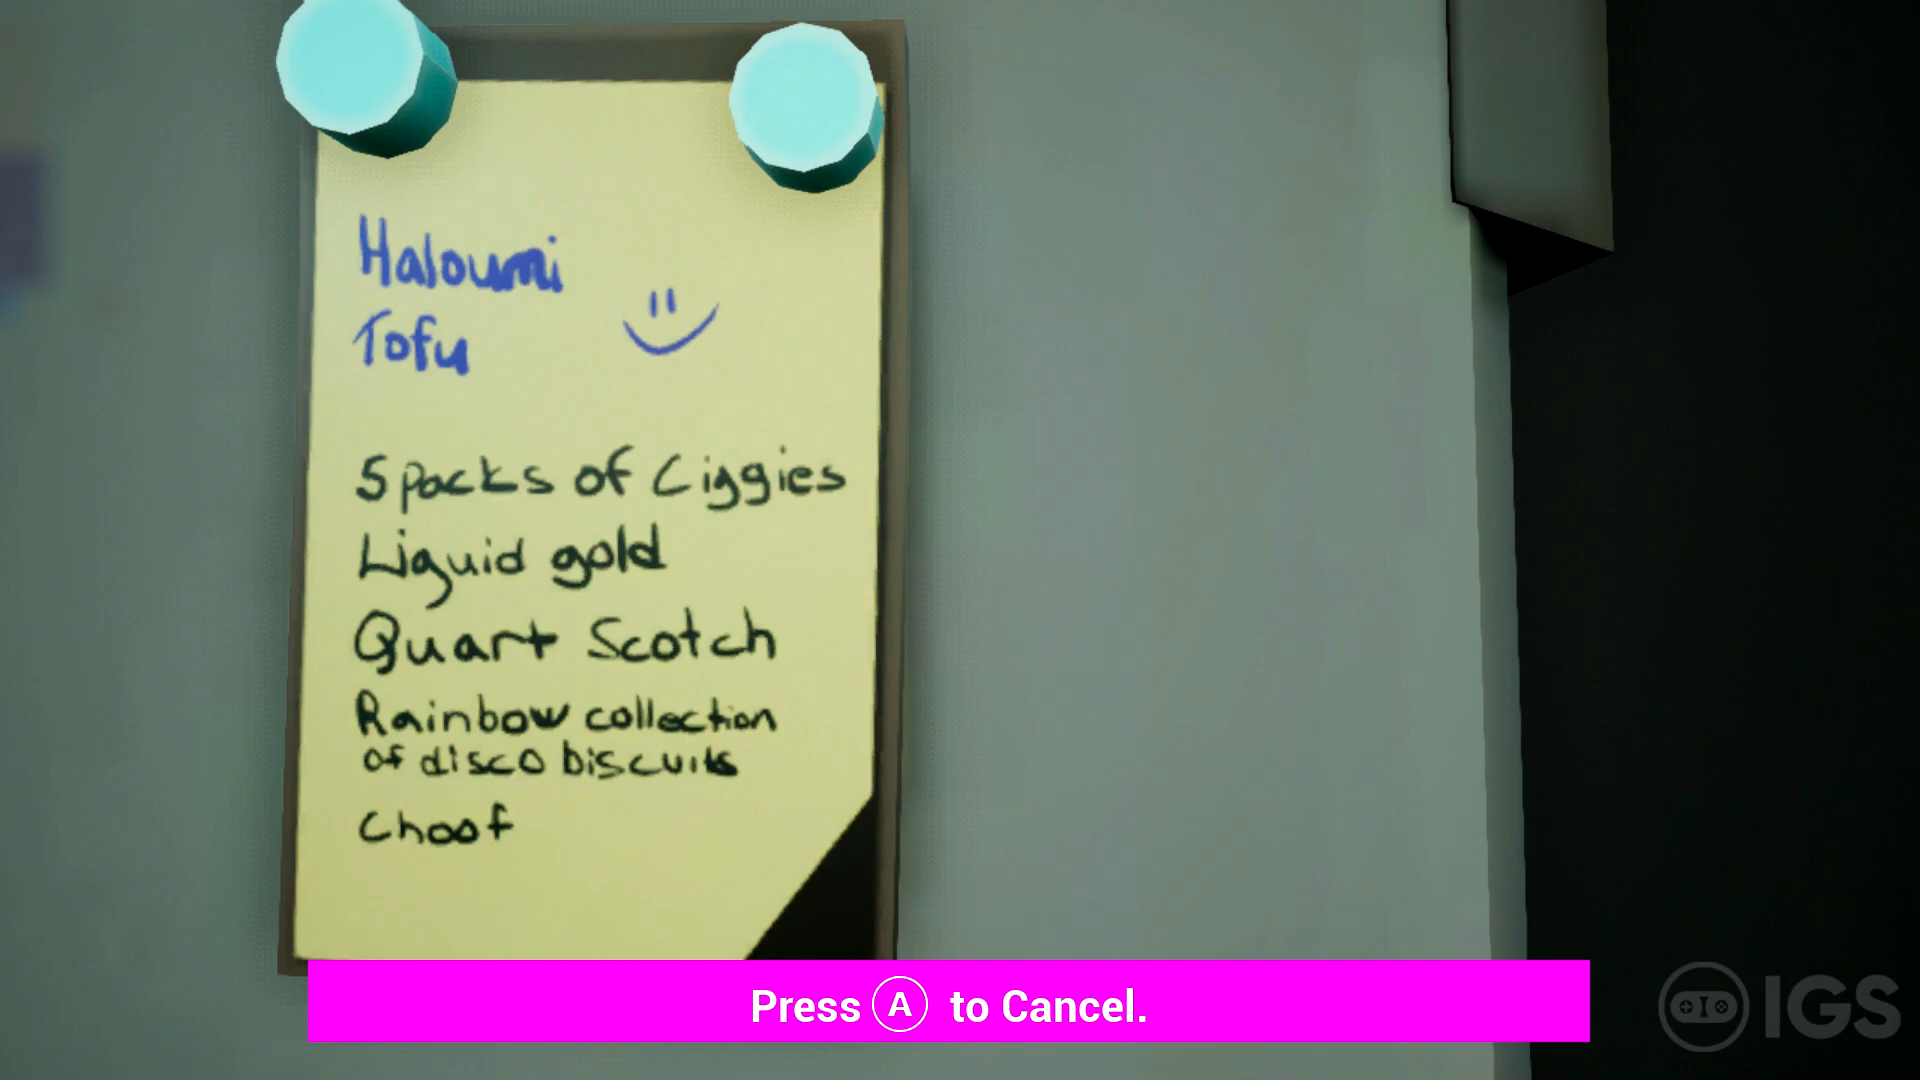 Haloumi
Tofu
5 packs of Ciggies
Liquid gold
Quart Scotch
Rainbow collection
of disco biscuits
Choof
Press A to Cancel.
IGS